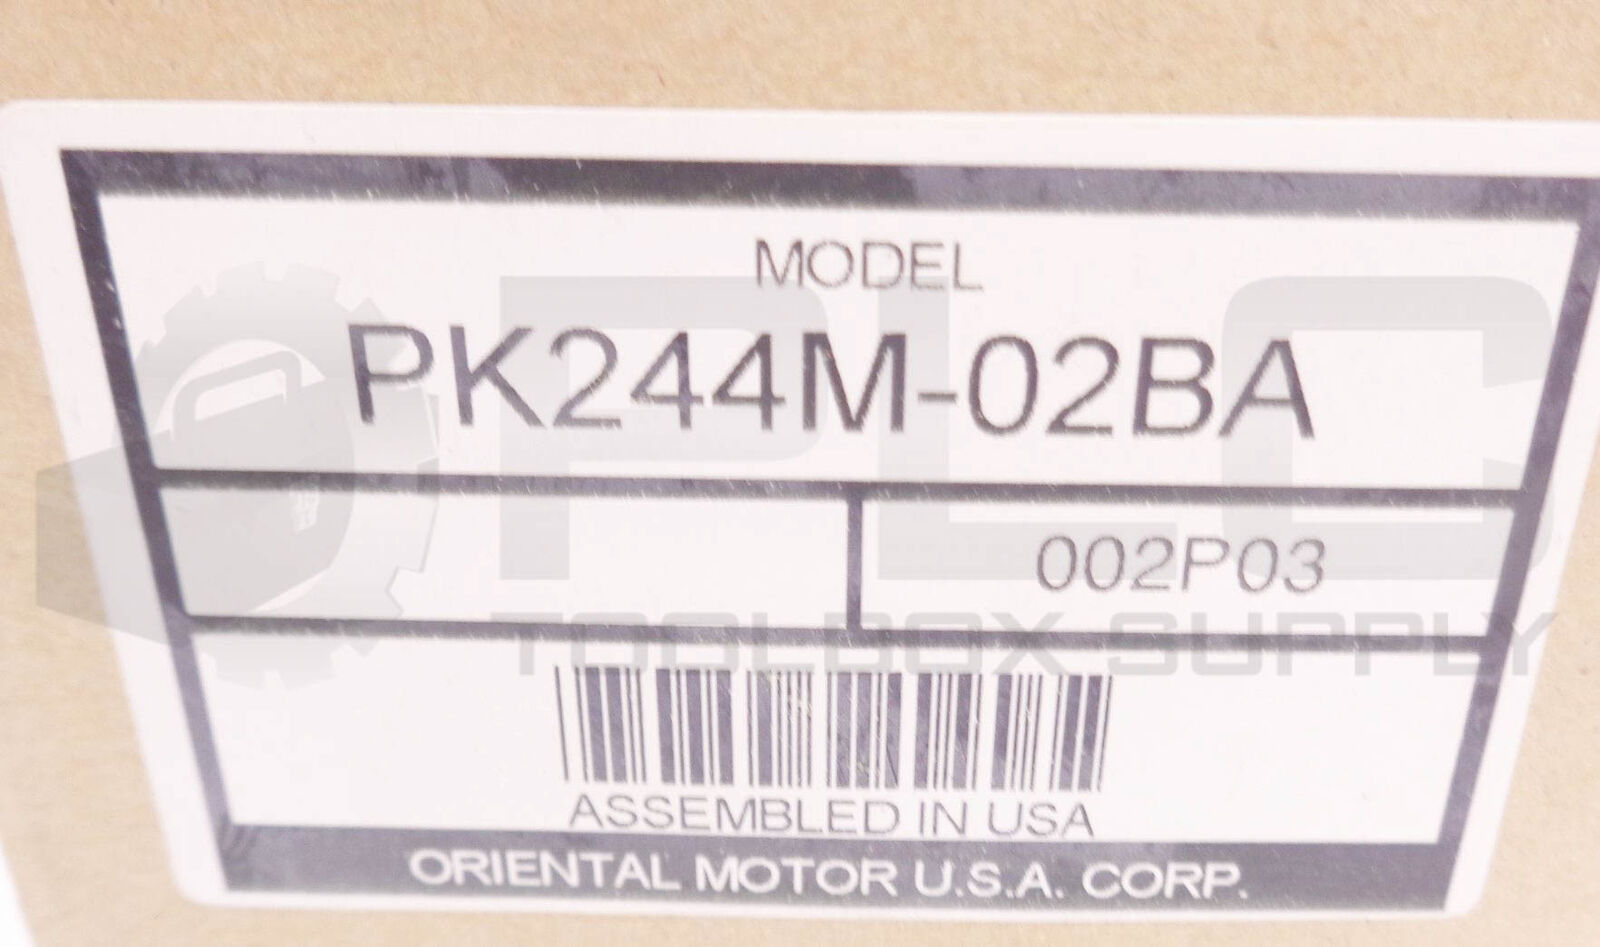 MODEL
PK244M-02BA
002P03
PLC
TOOLBOX SUPPLY
ASSEMBLED IN USA
ORIENTAL MOTOR U.S.A. CORP.